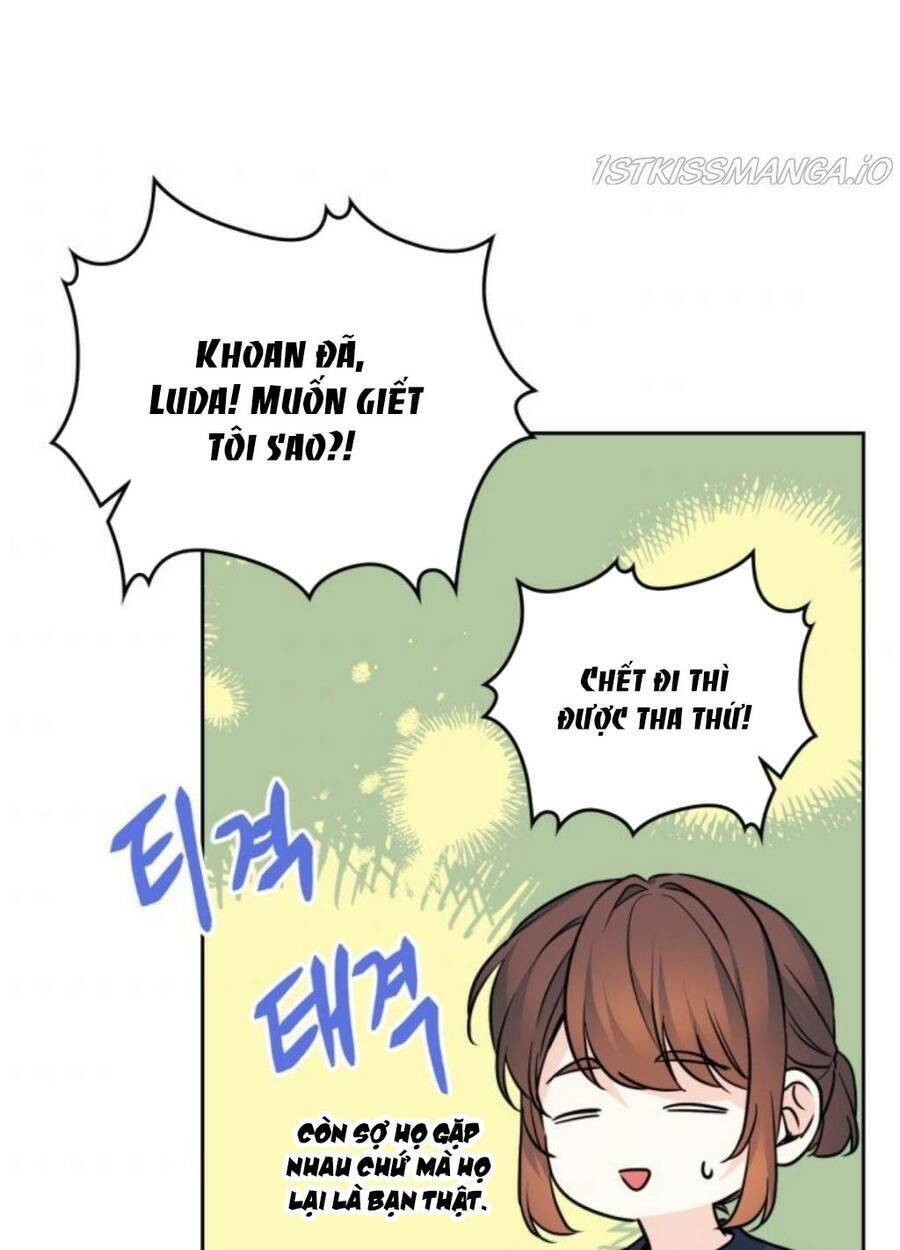 1STKISSMANGA.IO
KHOAN ĐÃ,
LUDA! MUỐN GIẾT
TÔI SAO?!
CHẾT ĐI THÌ
ĐƯỢC THA THỨ!
티격
태격
CÒN SỢ HỌ GẶP
NHAU CHỨ MÀ HỌ
LẠI LÀ BẠN THẬT.